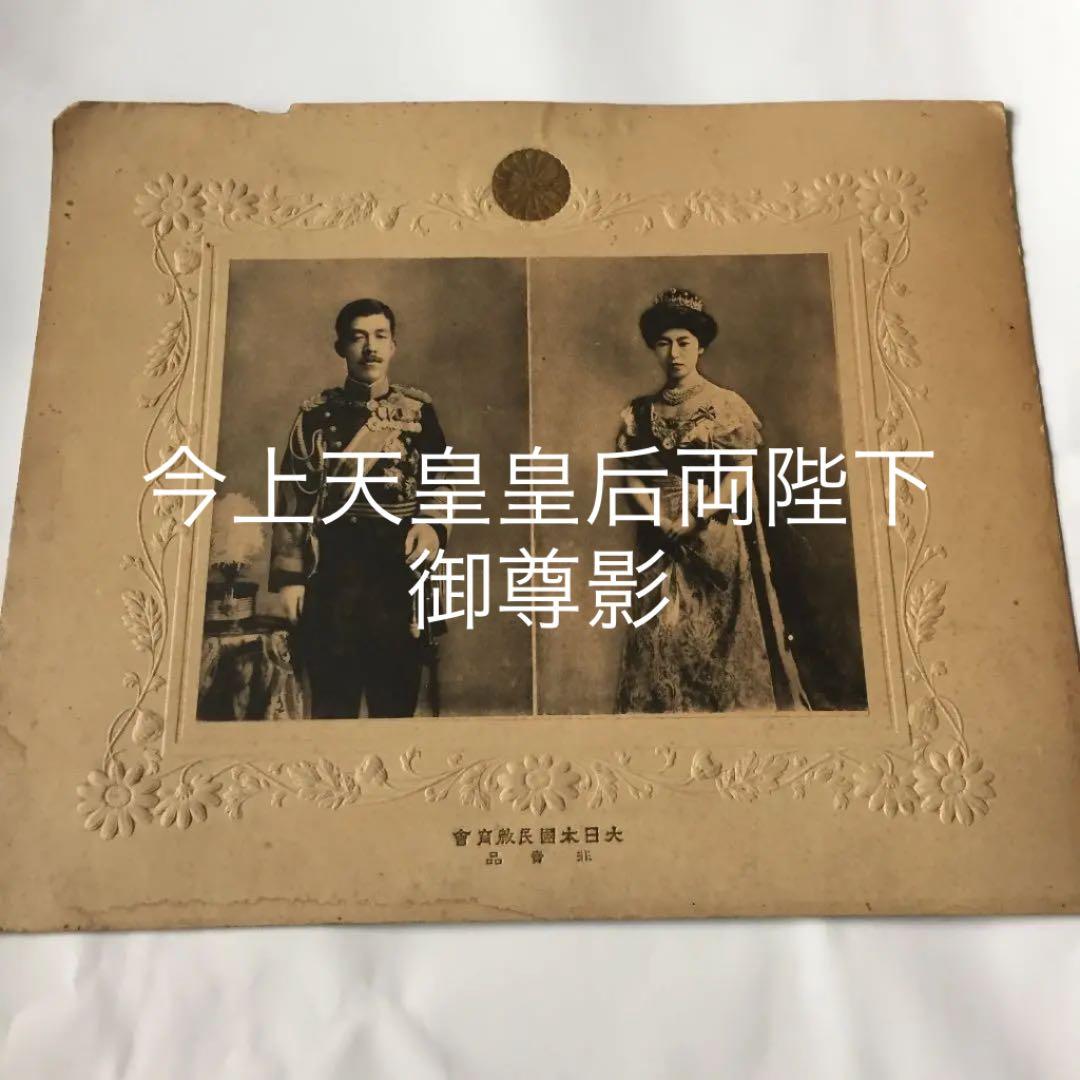 今上天皇皇后両陛下
御尊影
大日本國民教育會
非賣品